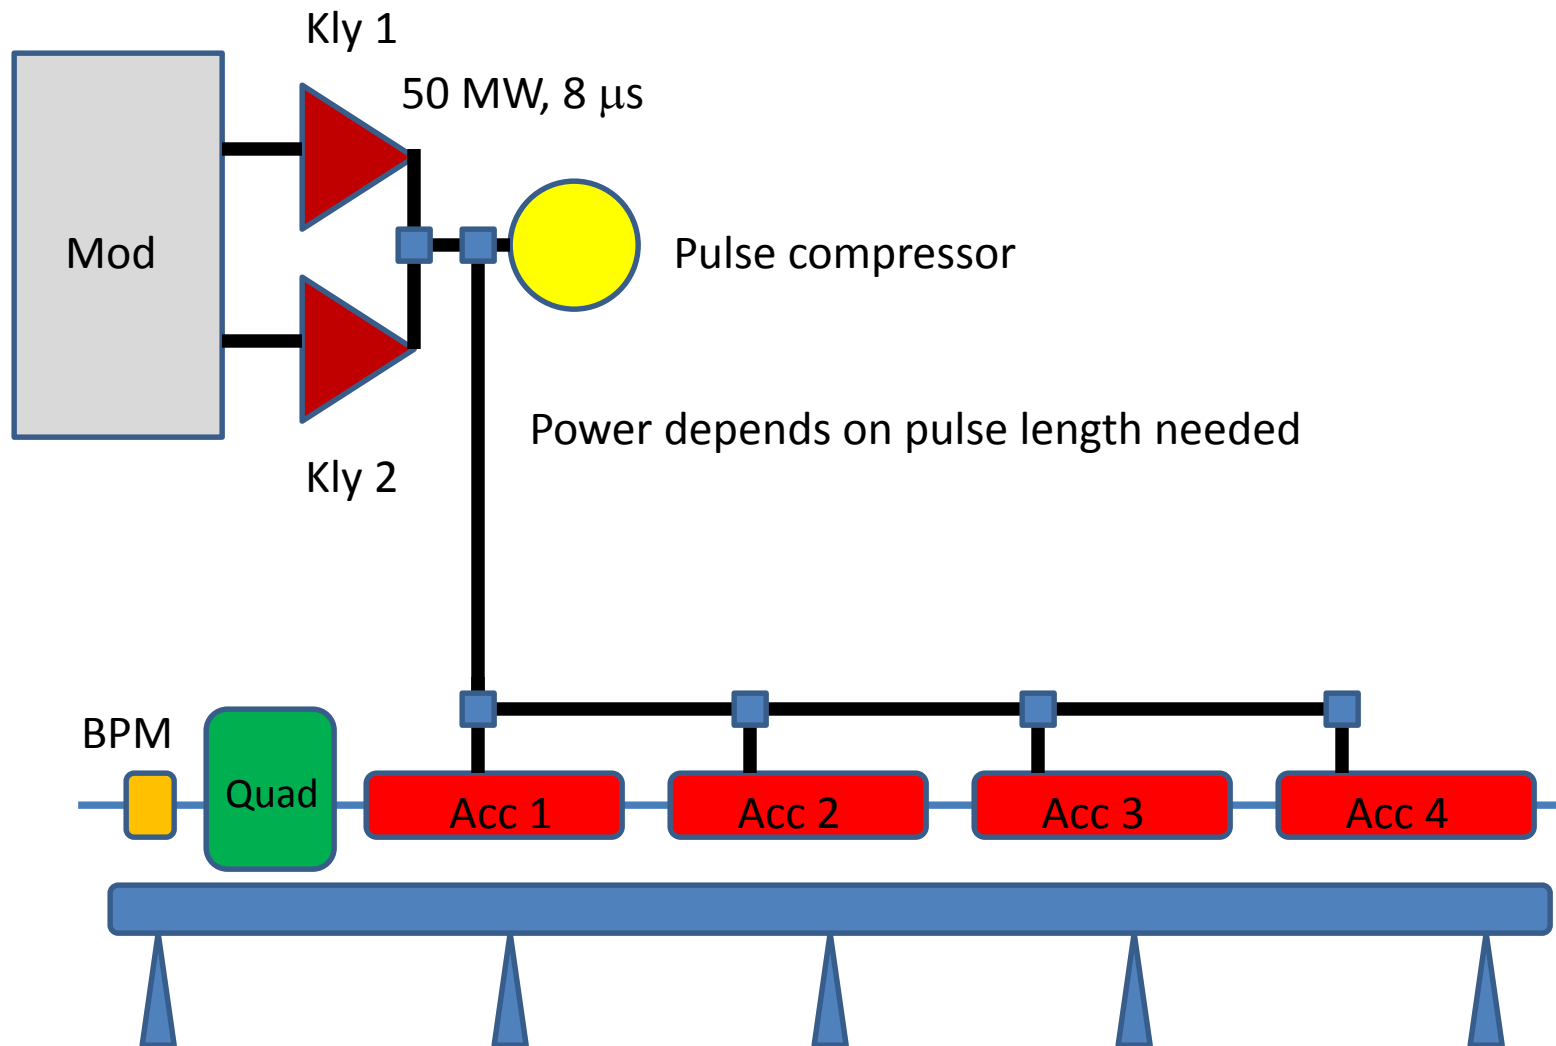 Kly 1
50 MW, 8 μs
Mod
Pulse compressor
Power depends on pulse length needed
Kly 2
BPM
Quad
Acc 1
Acc 2
Acc 3
Acc 4